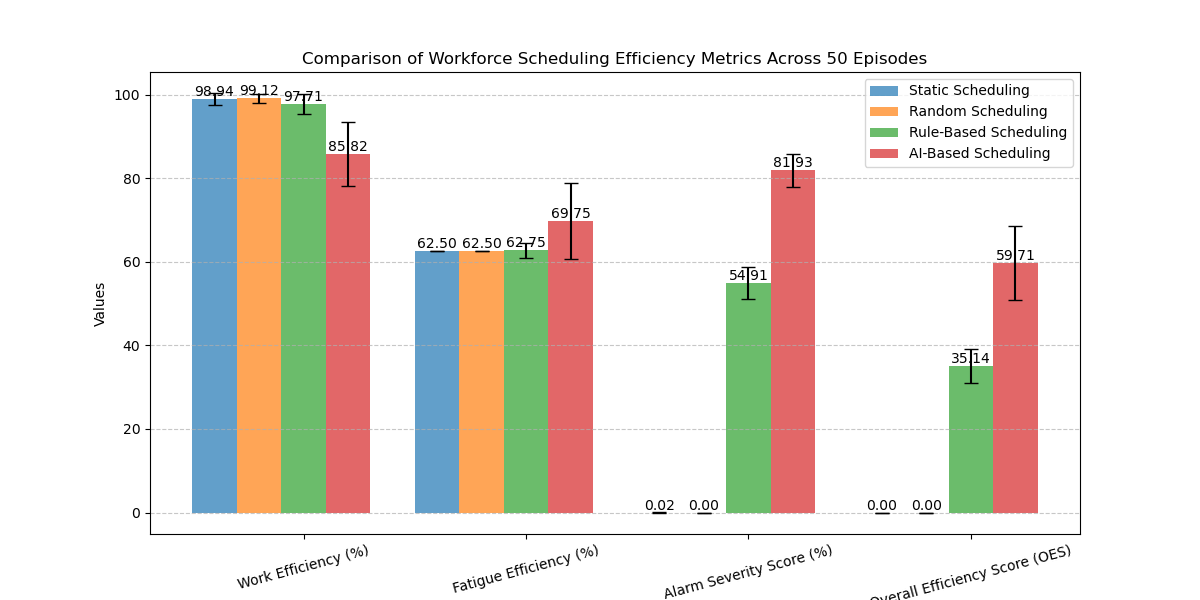 Comparison of Workforce Scheduling Efficiency Metrics Across 50 Episodes
Static Scheduling
Random Scheduling
Rule-Based Scheduling
AI-Based Scheduling
Values
100
80
60
40
20
0
98.94
99.12
97.71
85.82
62.50
62.50
62.75
69.75
0.02
0.00
54.91
81.93
0.00
0.00
35.14
59.71
Work Efficiency (%)
Fatigue Efficiency (%)
Alarm Severity Score (%)
Overall Efficiency Score (OES)